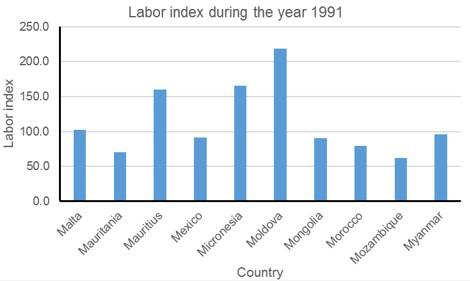 Labor index during the year 1991
Labor index
250.0
200.0
150.0
100.0
50.0
0.0
Malta
Mauritania
Mauritius
Mexico
Micronesia
Moldova
Mongolia
Morocco
Mozambique
Myanmar
Country